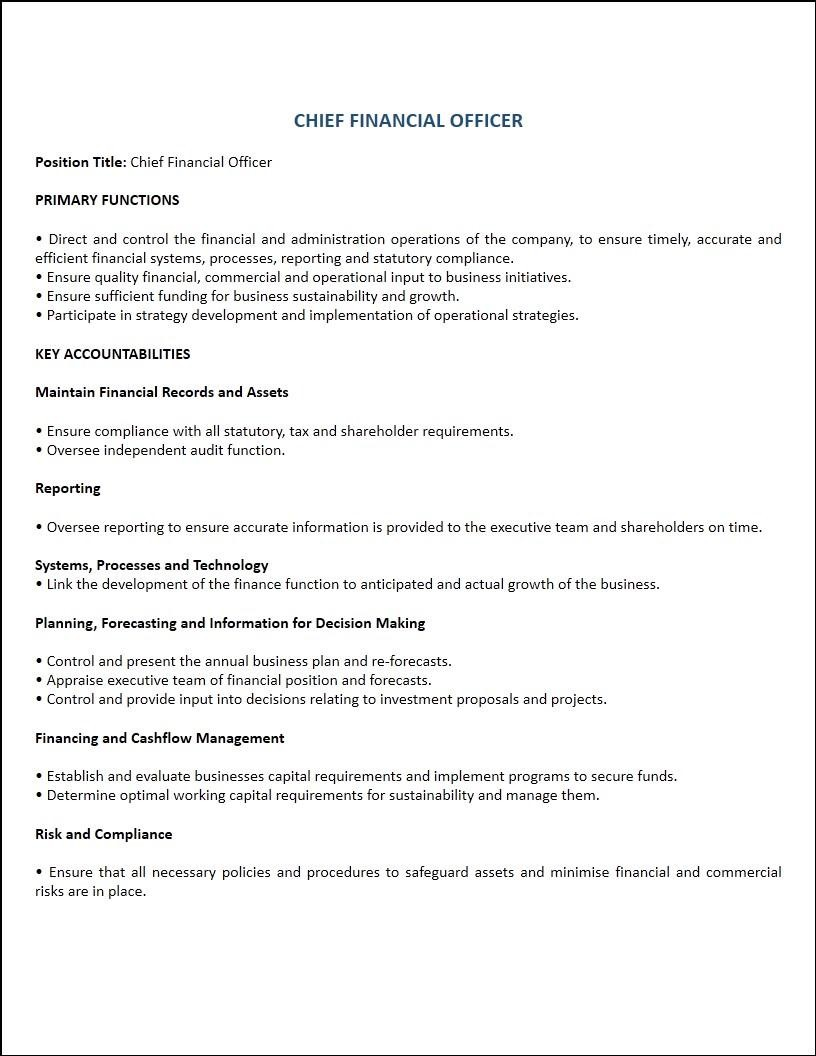 CHIEF FINANCIAL OFFICER
Position Title: Chief Financial Officer
PRIMARY FUNCTIONS
• Direct and control the financial and administration operations of the company, to ensure timely, accurate and
efficient financial systems, processes, reporting and statutory compliance.
• Ensure quality financial, commercial and operational input to business initiatives.
• Ensure sufficient funding for business sustainability and growth.
• Participate in strategy development and implementation of operational strategies.
KEY ACCOUNTABILITIES
Maintain Financial Records and Assets
• Ensure compliance with all statutory, tax and shareholder requirements.
• Oversee independent audit function.
Reporting
• Oversee reporting to ensure accurate information is provided to the executive team and shareholders on time.
Systems, Processes and Technology
• Link the development of the finance function to anticipated and actual growth of the business.
Planning, Forecasting and Information for Decision Making
• Control and present the annual business plan and re-forecasts.
• Appraise executive team of financial position and forecasts.
• Control and provide input into decisions relating to investment proposals and projects.
Financing and Cashflow Management
• Establish and evaluate businesses capital requirements and implement programs to secure funds.
• Determine optimal working capital requirements for sustainability and manage them.
Risk and Compliance
• Ensure that all necessary policies and procedures to safeguard assets and minimise financial and commercial
risks are in place.